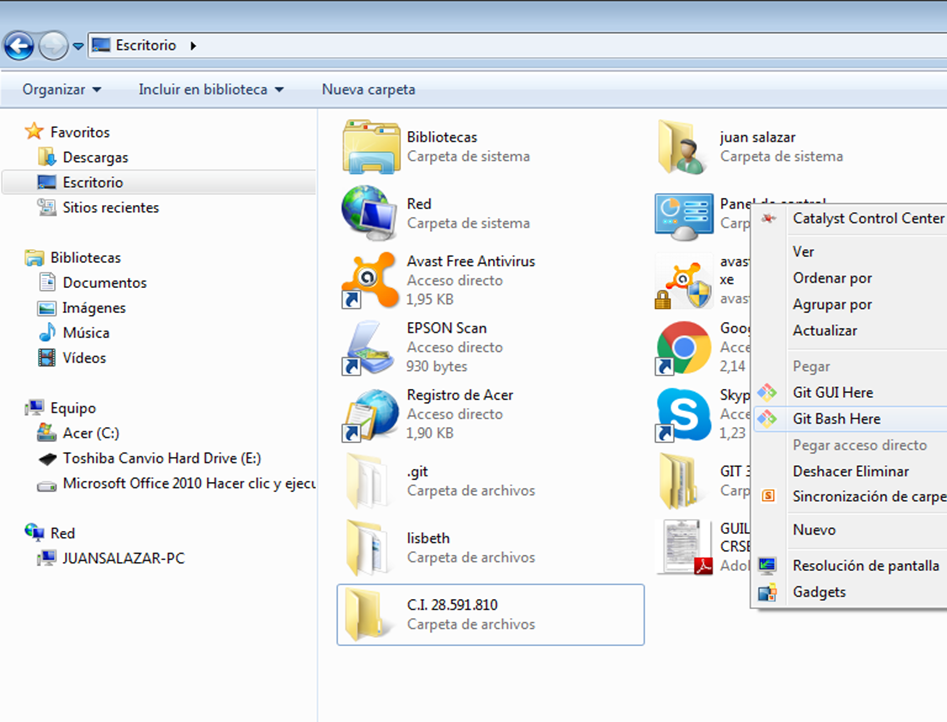 Escritorio
Organizar
Incluir en biblioteca
Nueva carpeta
Favoritos
Descargas
Escritorio
Sitios recientes
Bibliotecas
Documentos
Imágenes
Música
Vídeos
Equipo
Acer (C:)
Toshiba Canvio Hard Drive (E:)
Microsoft Office 2010 Hacer clic y ejecu
Red
JUANSALAZAR-PC
Bibliotecas
Carpeta de sistema
Red
Carpeta de sistema
Avast Free Antivirus
Acceso directo
1,95 KB
EPSON Scan
Acceso directo
930 bytes
Registro de Acer
Acceso directo
1,90 KB
.git
Carpeta de archivos
lisbeth
Carpeta de archivos
C.I. 28.591.810
Carpeta de archivos
juan salazar
Carpeta de sistema
Panel de control
Carp
avast
xe
avas
Goo
Acce
2,14
Skyp
Acce
1,23
GIT
Carp
GUIL
CRSE
Adol
Catalyst Control Center
Ver
Ordenar por
Agrupar por
Actualizar
Pegar
Git GUI Here
Git Bash Here
Pegar acceso directo
Deshacer Eliminar
Sincronización de carpe
Nuevo
Resolución de pantalla
Gadgets